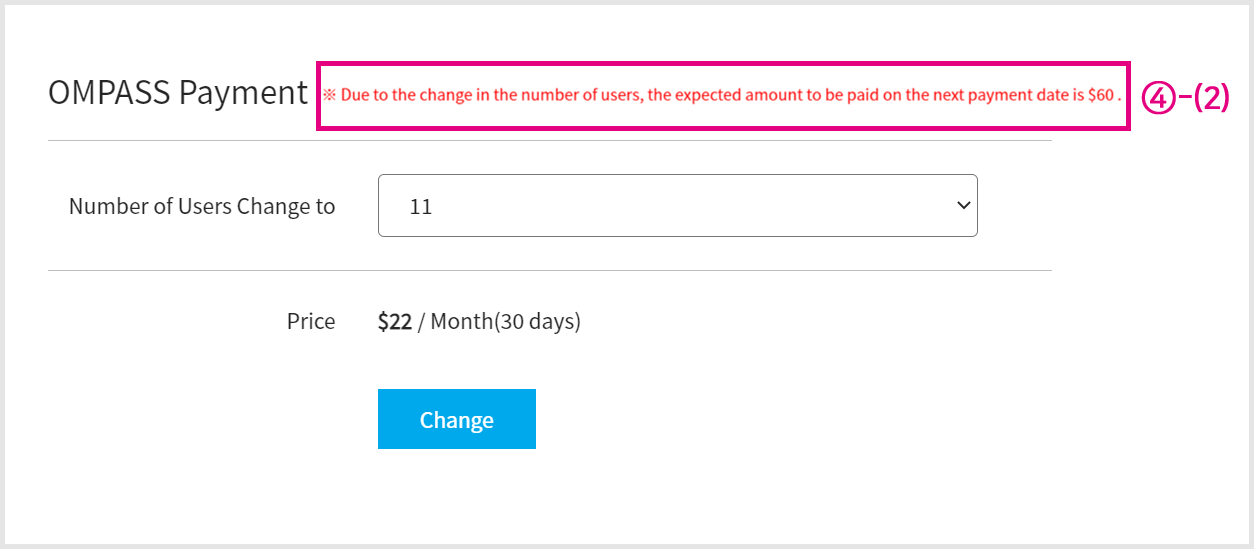 OMPASS Payment ※ Due to the change in the number of users, the expected amount to be paid on the next payment date is $60 . ④-(2)
Number of Users Change to 11
Price $22 / Month(30 days)
Change